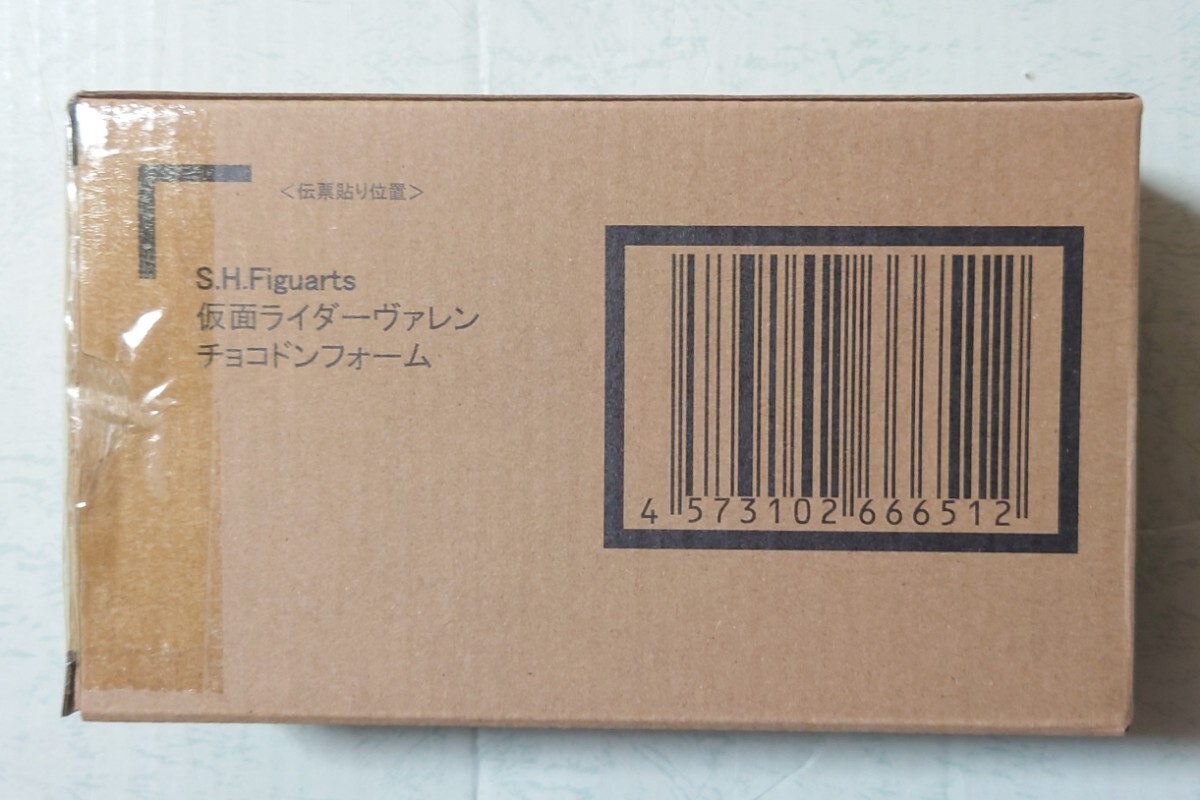 ＜伝票貼り位置＞
S.H.Figuarts
仮面ライダーヴァレン
チョコドンフォーム
4 573102 666512